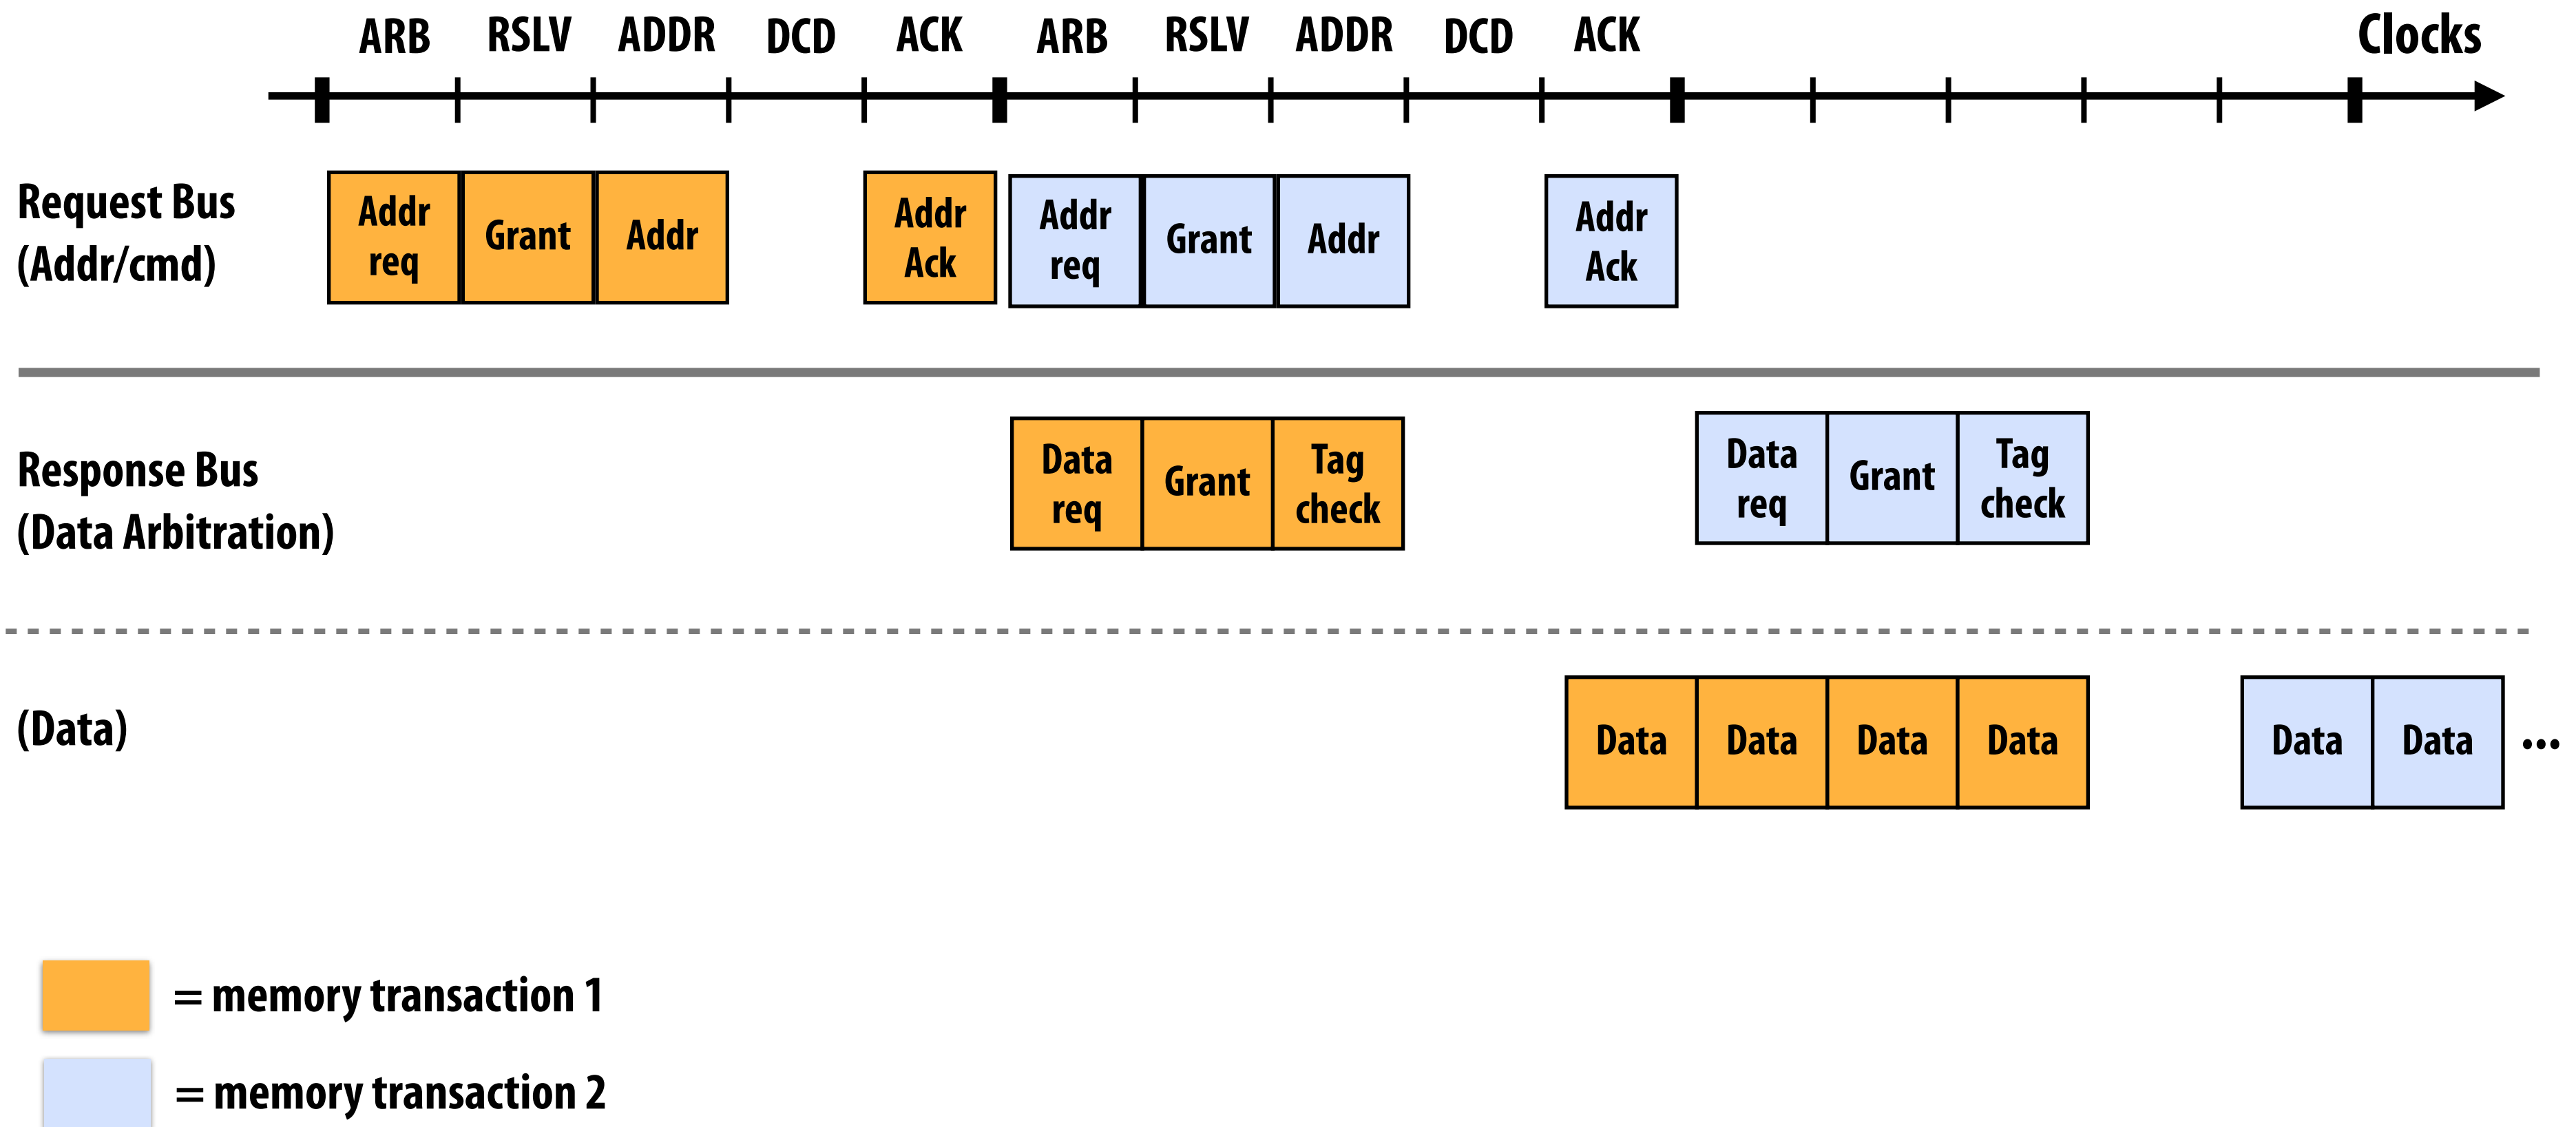 ARB RSLV ADDR DCD ACK ARB RSLV ADDR DCD ACK Clocks
Request Bus
(Addr/cmd)
Addr
req
Grant
Addr
Addr
Ack
Addr
req
Grant
Addr
Addr
Ack
Response Bus
(Data Arbitration)
Data
req
Grant
Tag
check
Data
req
Grant
Tag
check
(Data)
Data Data Data Data Data Data ...
= memory transaction 1
= memory transaction 2